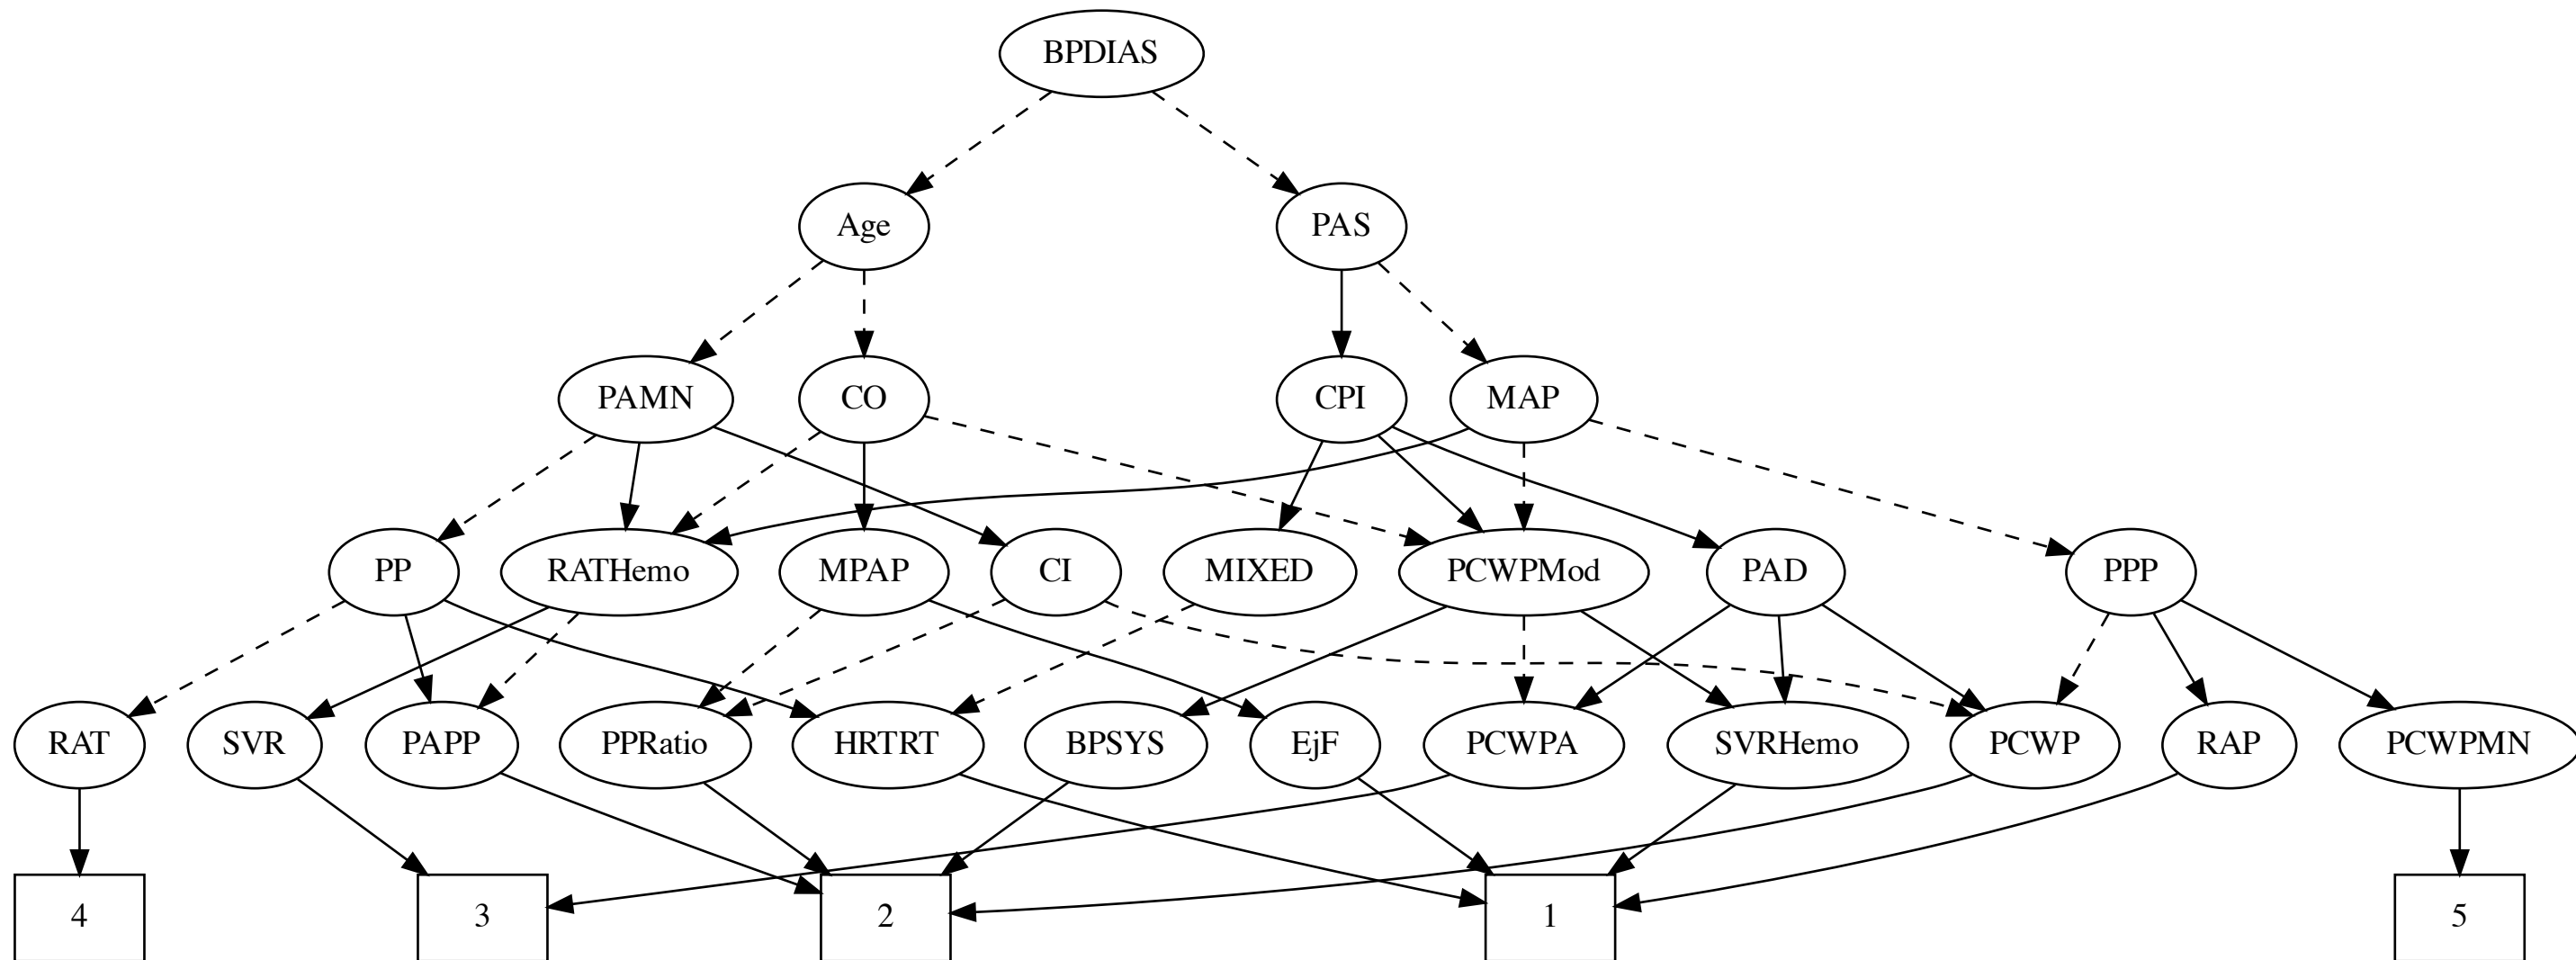 BPDIAS
Age
PAS
PAMN
CO
CPI
MAP
PP
RATHemo
MPAP
CI
MIXED
PCWPMod
PAD
PPP
RAT
SVR
PAPP
PPRatio
HRTRT
BPSYS
EjF
PCWPA
SVRHemo
PCWP
RAP
PCWPMN
4
3
2
1
5